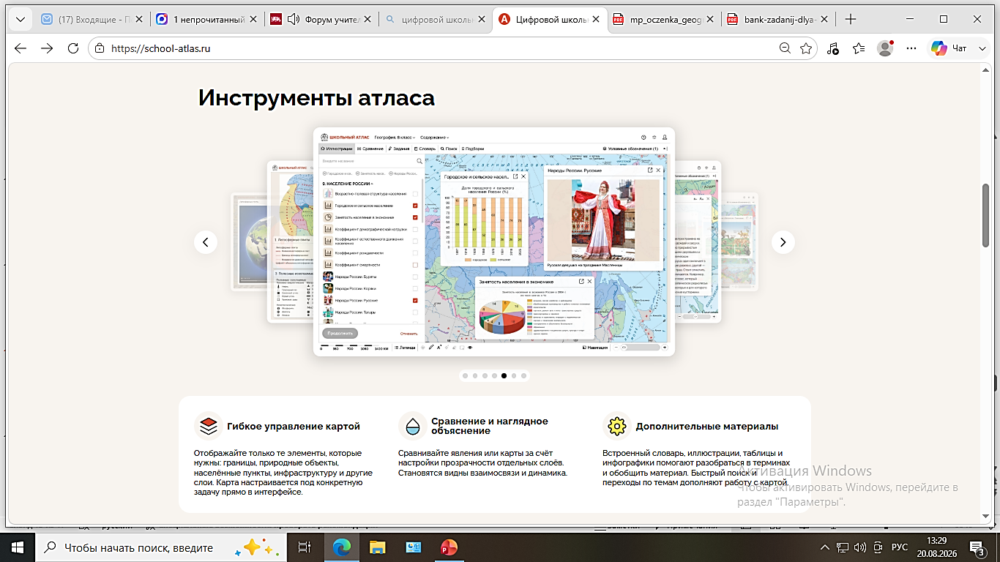 (17) Входящие - П
1 непрочитанный
Форум учител
цифровой школьн
Цифровой школьн
mp_oczenka_geogr
bank-zadanij-dlya-
https://school-atlas.ru
Чат
Инструменты атласа
ШКОЛЬНЫЙ АТЛАС География. 8 класс Содержание
Иллюстрации Сравнение Задания Словарь Поиск Подборки Условные обозначения (1)
Введите название
9. НАСЕЛЕНИЕ РОССИИ
Возрастно-половая структура населения
Городское и сельское население
Занятость населения в экономике
Коэффициент демографической нагрузки
Коэффициент естественного движения
населения
Коэффициент рождаемости
Коэффициент смертности
Народы России. Буряты
Народы России. Коряки
Народы России. Русские
Народы России. Татары
Продолжить Отменить
Городское и сельское насел...
Доля городского и сельского
населения России (%)
городское сельское
Народы России. Русские
Русская девушка на празднике Масленицы
Занятость населения в экономике
Легенда
Навигация
Гибкое управление картой
Отображайте только те элементы, которые
нужны: границы, природные объекты,
населённые пункты, инфраструктуру и другие
слои. Карта настраивается под конкретную
задачу прямо в интерфейсе.
Сравнение и наглядное
объяснение
Сравнивайте явления или карты за счёт
настройки прозрачности отдельных слоёв.
Становятся видны взаимосвязи и динамика.
Дополнительные материалы
Встроенный словарь, иллюстрации, таблицы и
инфографики помогают разобраться в терминах
и обобщить материал. Быстрый поиск и
переходы по темам дополняют работу с картой.
Активация Windows
Чтобы активировать Windows, перейдите в
раздел "Параметры".
Чтобы начать поиск, введите
РУС
13:29
20.08.2026
3